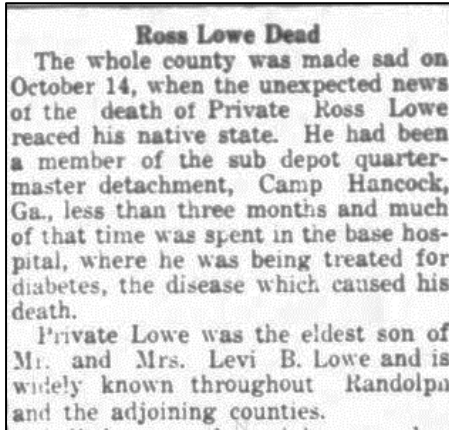 Ross Lowe Dead
The whole county was made sad on
October 14, when the unexpected news
of the death of Private Ross Lowe
reaced his native state. He had been
a member of the sub depot quarter-
master detachment, Camp Hancock,
Ga., less than three months and much
of that time was spent in the base hos-
pital, where he was being treated for
diabetes, the disease which caused his
death.
Private Lowe was the eldest son of
Mr. and Mrs. Levi B. Lowe and is
widely known throughout Randolph
and the adjoining counties.